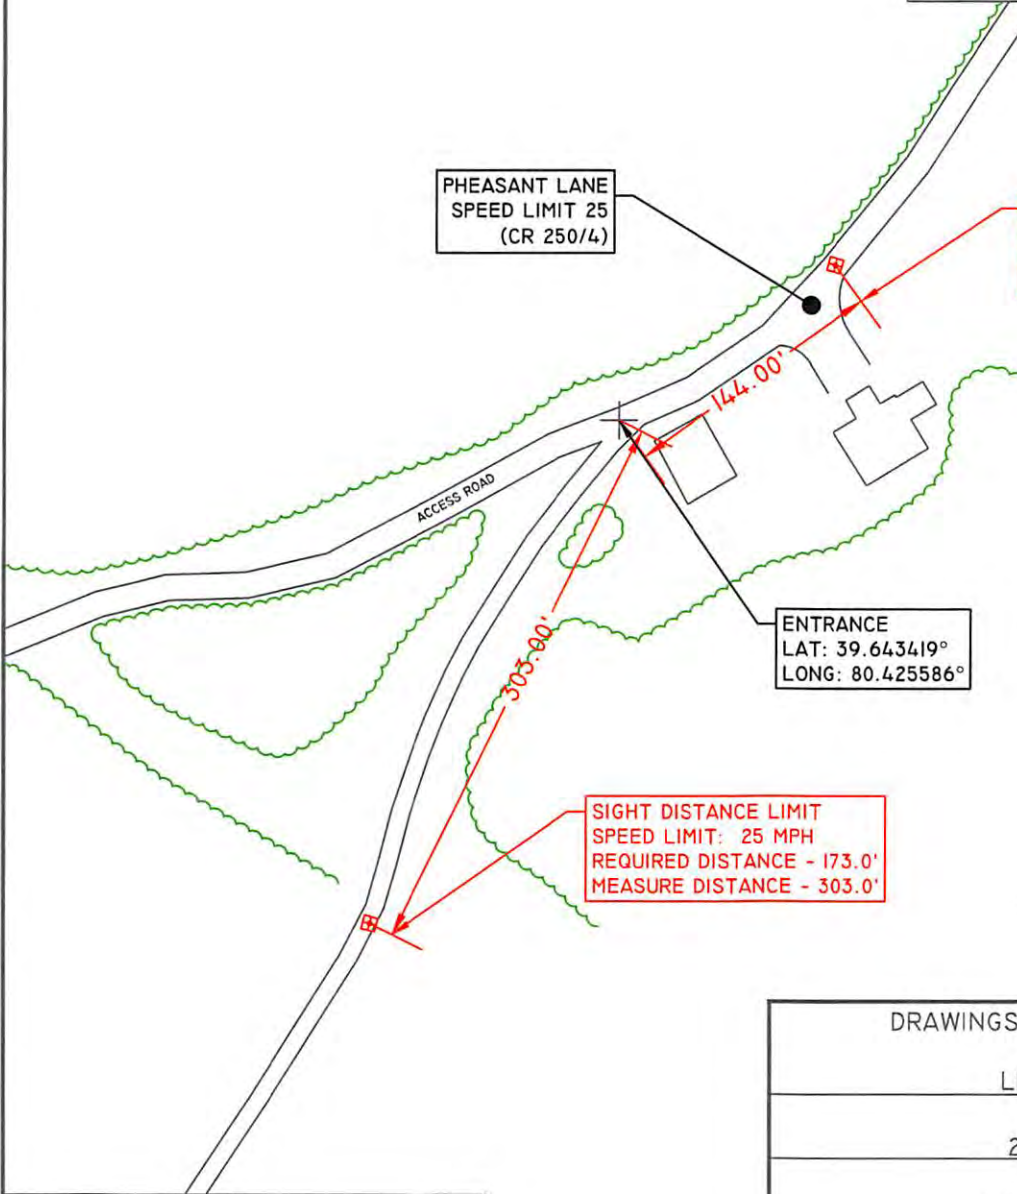 PHEASANT LANE
SPEED LIMIT 25
(CR 250/4)
144.00'
ACCESS ROAD
303.00'
ENTRANCE
LAT: 39.643419°
LONG: 80.425586°
SIGHT DISTANCE LIMIT
SPEED LIMIT: 25 MPH
REQUIRED DISTANCE - 173.0'
MEASURE DISTANCE - 303.0'
DRAWINGS